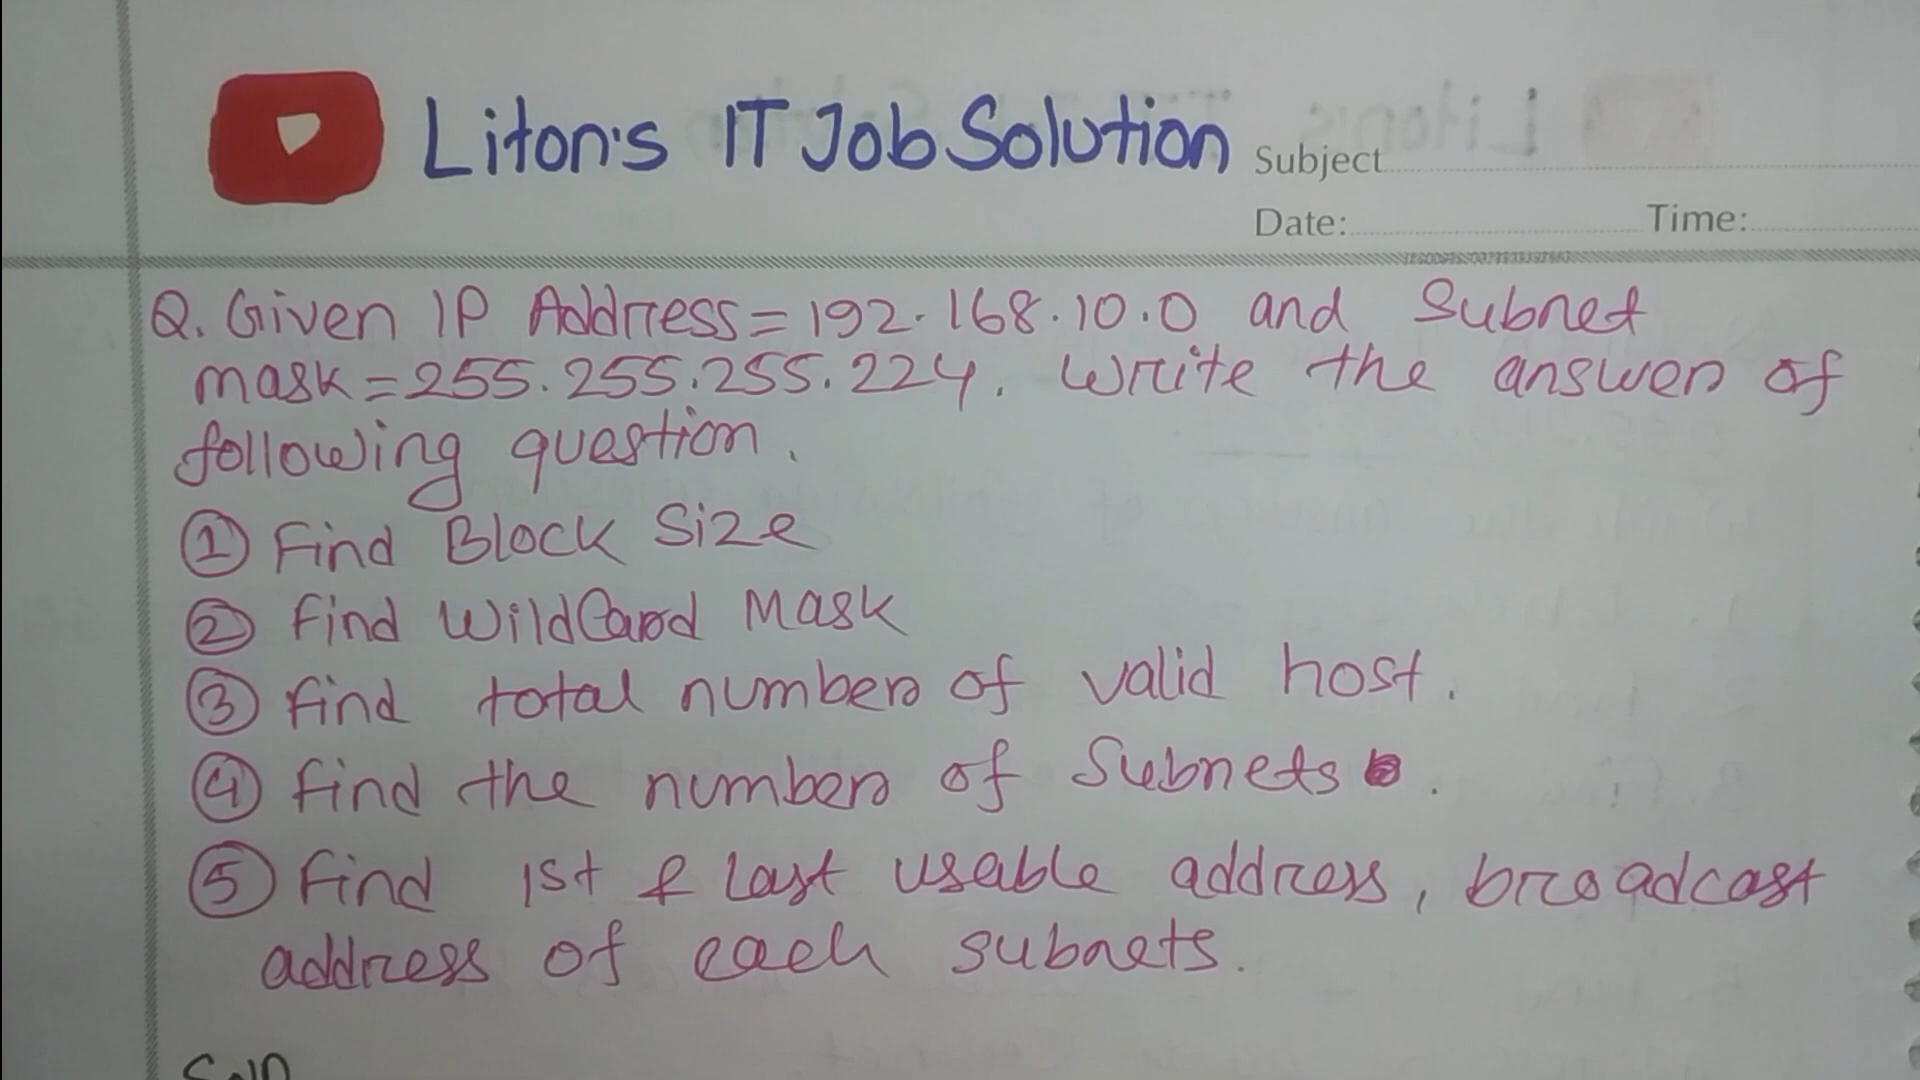 Liton's IT Job Solution Subject
Date: Time:
Q. Given IP Address = 192.168.10.0 and Subnet
mask = 255.255.255.224. Write the answer of
following question.
① Find Block Size
② Find WildCard Mask
③ Find total number of valid host.
④ Find the number of Subnets.
⑤ Find 1st & Last usable address, broadcast
address of each subnets.